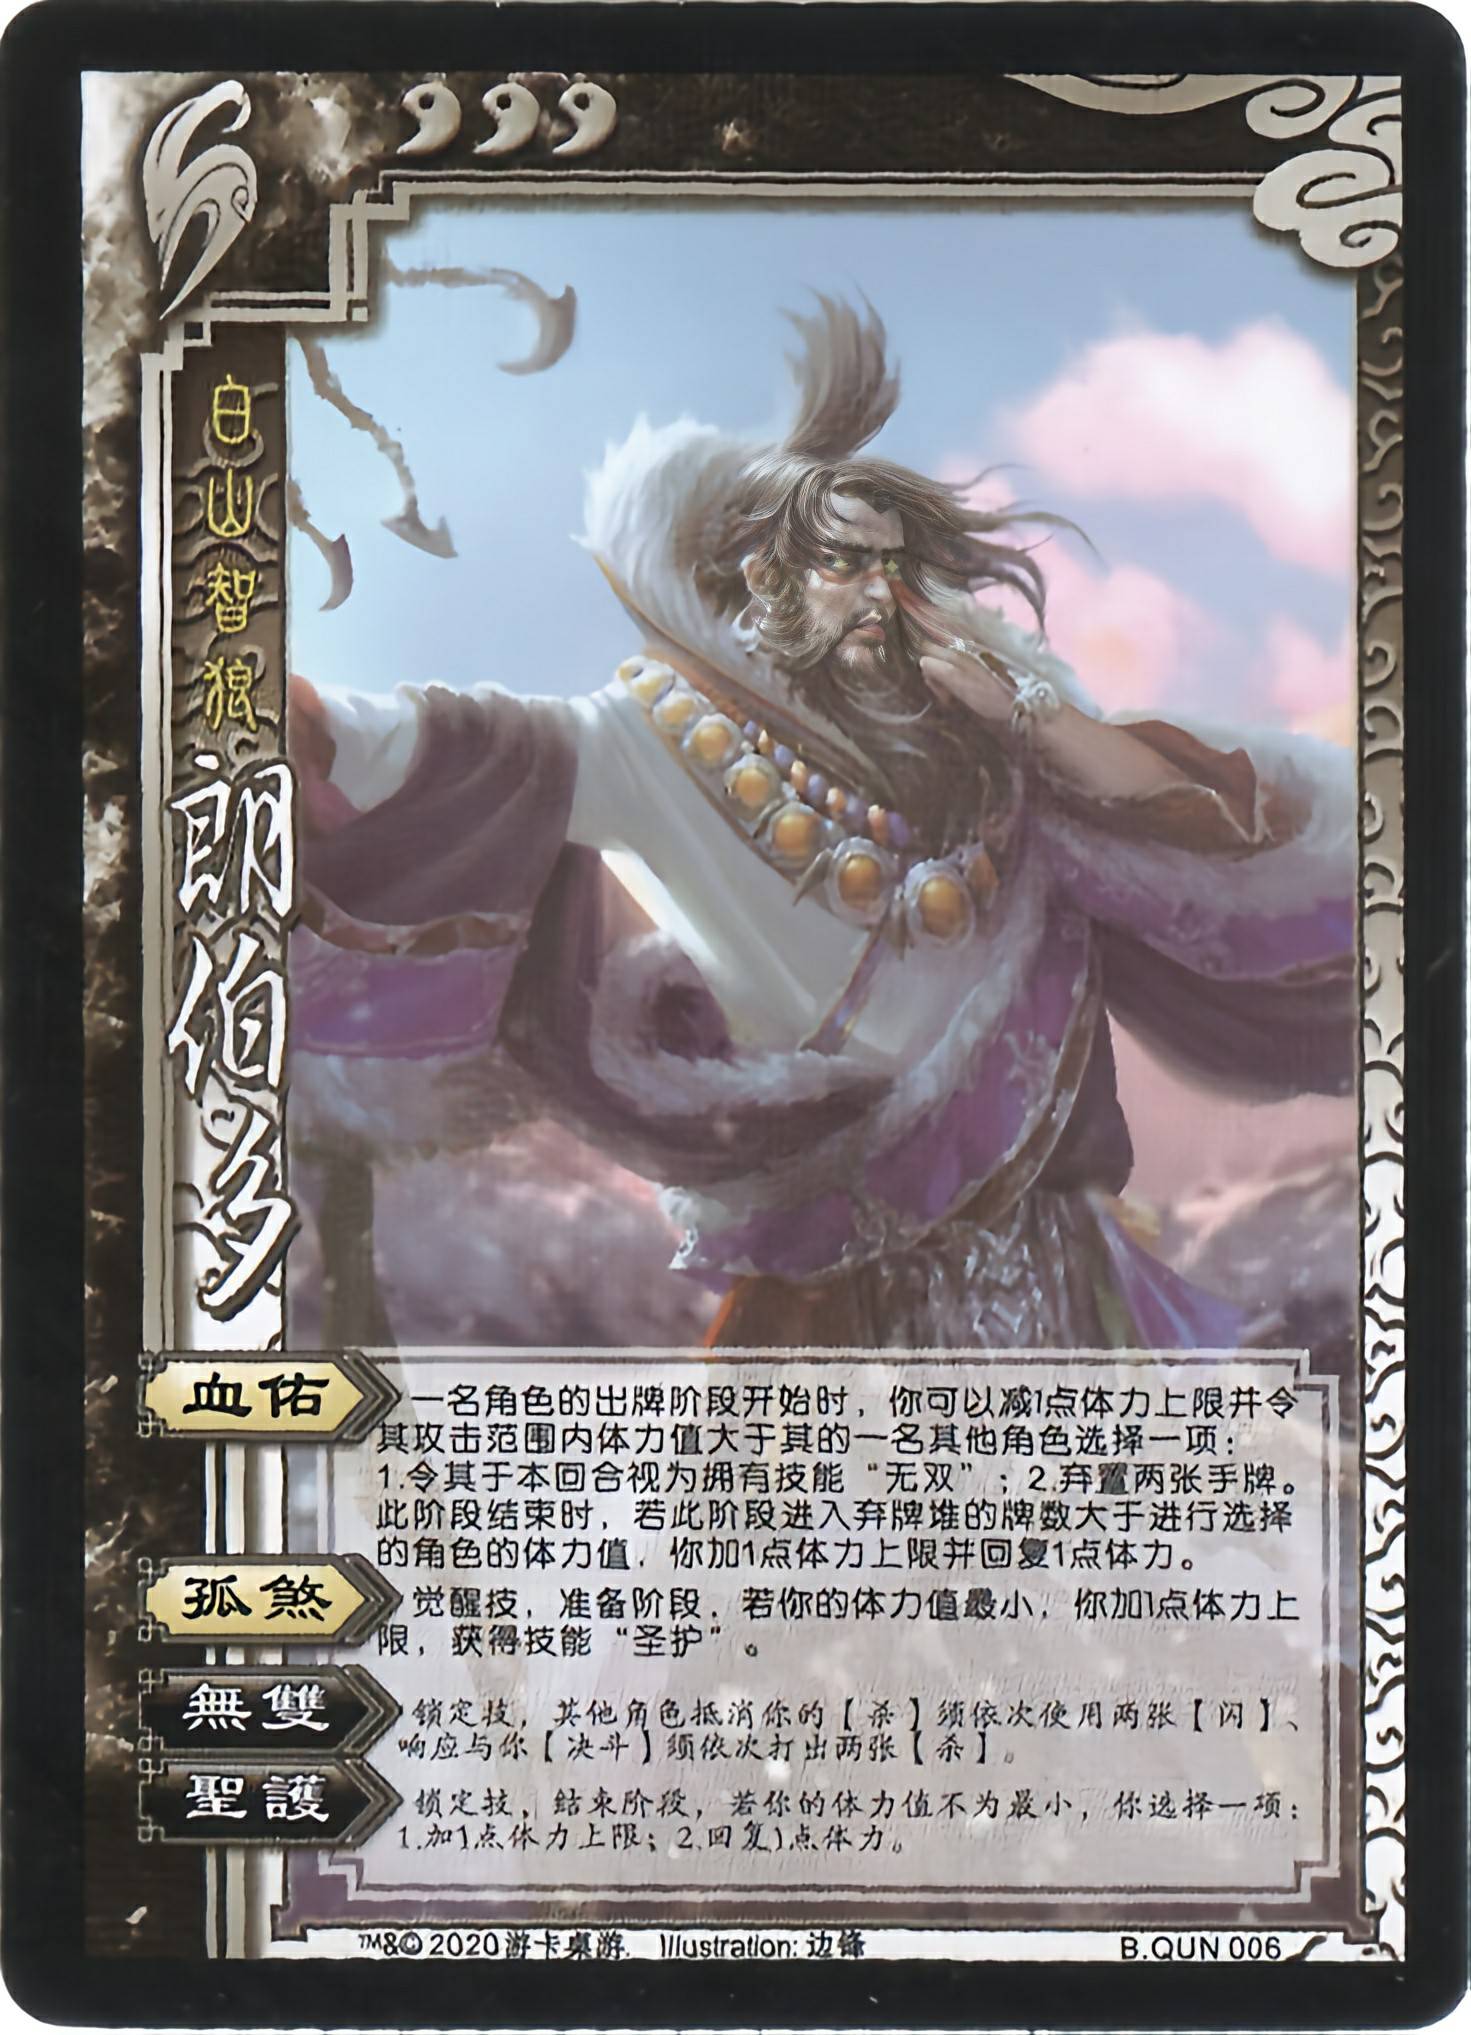 白山智狼
朗伯多
血佑
一名角色的出牌阶段开始时，你可以减1点体力上限并令
其攻击范围内体力值大于其的一名其他角色选择一项：
1.令其于本回合视为拥有技能“无双”；2.弃置两张手牌。
此阶段结束时，若此阶段进入弃牌堆的牌数大于进行选择
的角色的体力值，你加1点体力上限并回复1点体力。
孤煞
觉醒技，准备阶段，若你的体力值最小，你加1点体力上
限，获得技能“圣护”。
無雙
锁定技，其他角色抵消你的【杀】须依次使用两张【闪】、
响应与你【决斗】须依次打出两张【杀】。
聖護
锁定技，结束阶段，若你的体力值不为最小，你选择一项：
1.加1点体力上限；2.回复1点体力。
™&©2020游卡桌游. Illustration: 边锋
B.QUN 006